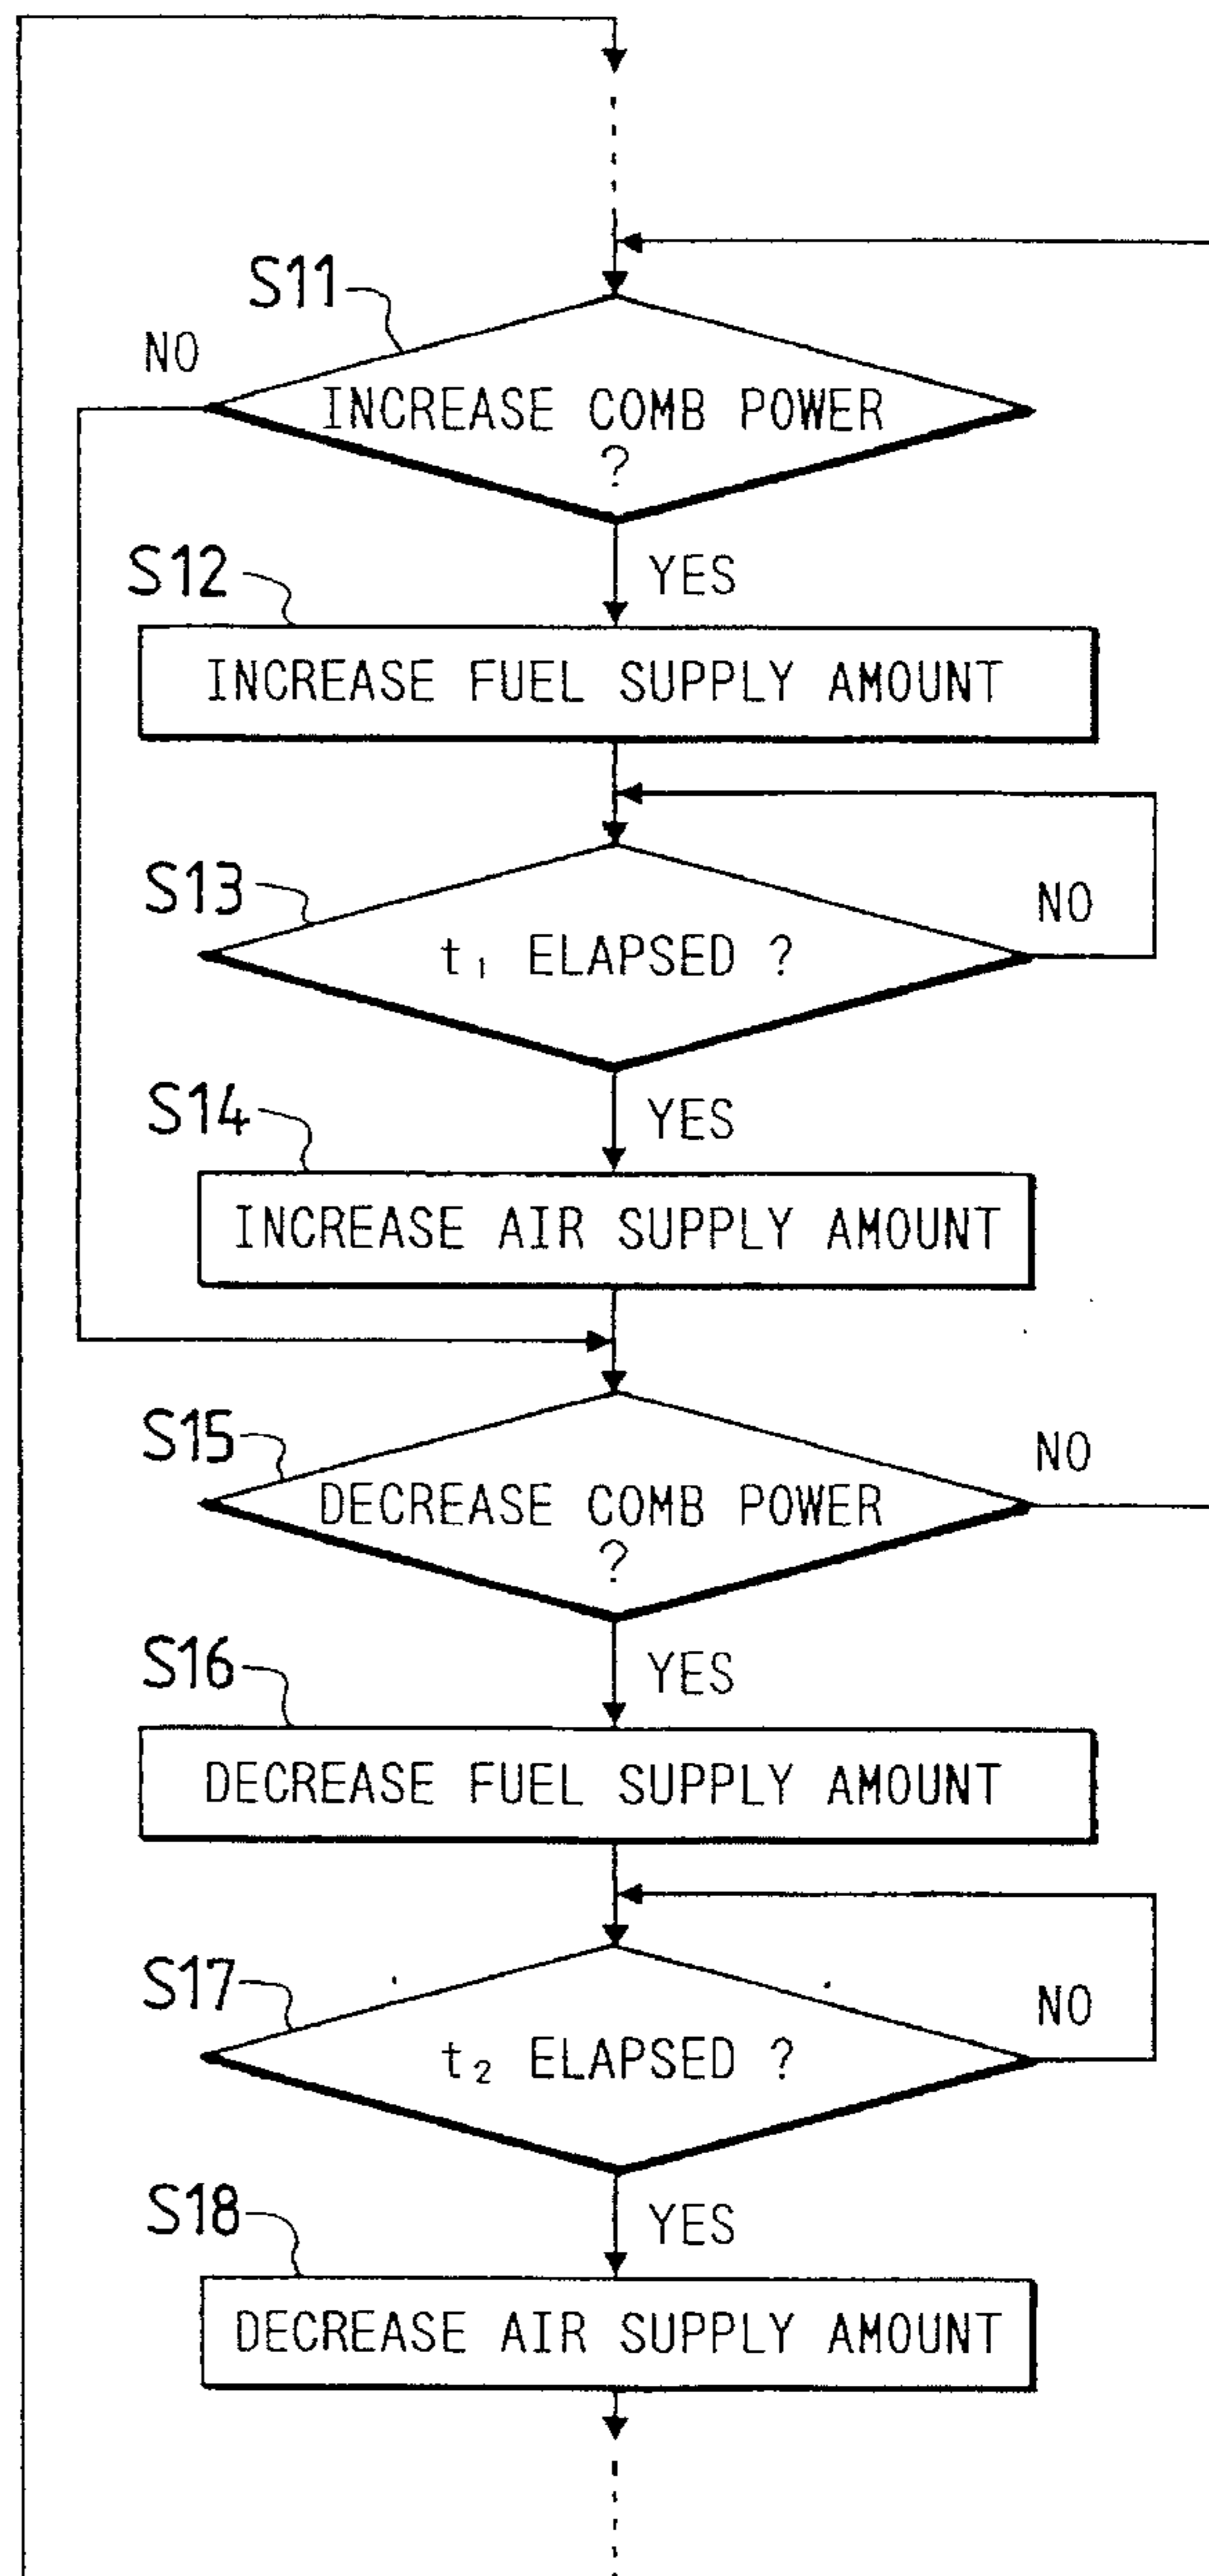 S11
NO
INCREASE COMB POWER
?
YES
S12
INCREASE FUEL SUPPLY AMOUNT
S13
NO
t₁ ELAPSED ?
YES
S14
INCREASE AIR SUPPLY AMOUNT
S15
NO
DECREASE COMB POWER
?
YES
S16
DECREASE FUEL SUPPLY AMOUNT
S17
NO
t₂ ELAPSED ?
YES
S18
DECREASE AIR SUPPLY AMOUNT